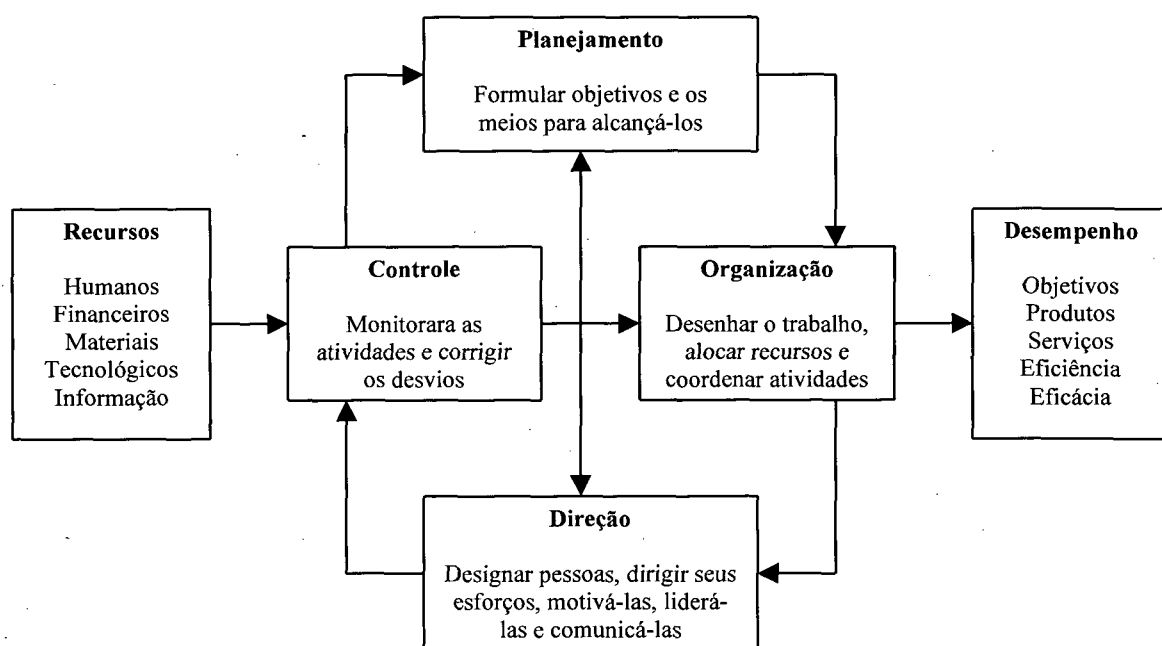 Planejamento
Formular objetivos e os
meios para alcançá-los
Recursos
Humanos
Financeiros
Materiais
Tecnológicos
Informação
Controle
Monitorara as
atividades e corrigir
os desvios
Organização
Desenhar o trabalho,
alocar recursos e
coordenar atividades
Desempenho
Objetivos
Produtos
Serviços
Eficiência
Eficácia
Direção
Designar pessoas, dirigir seus
esforços, motivá-las, liderá-
las e comunicá-las